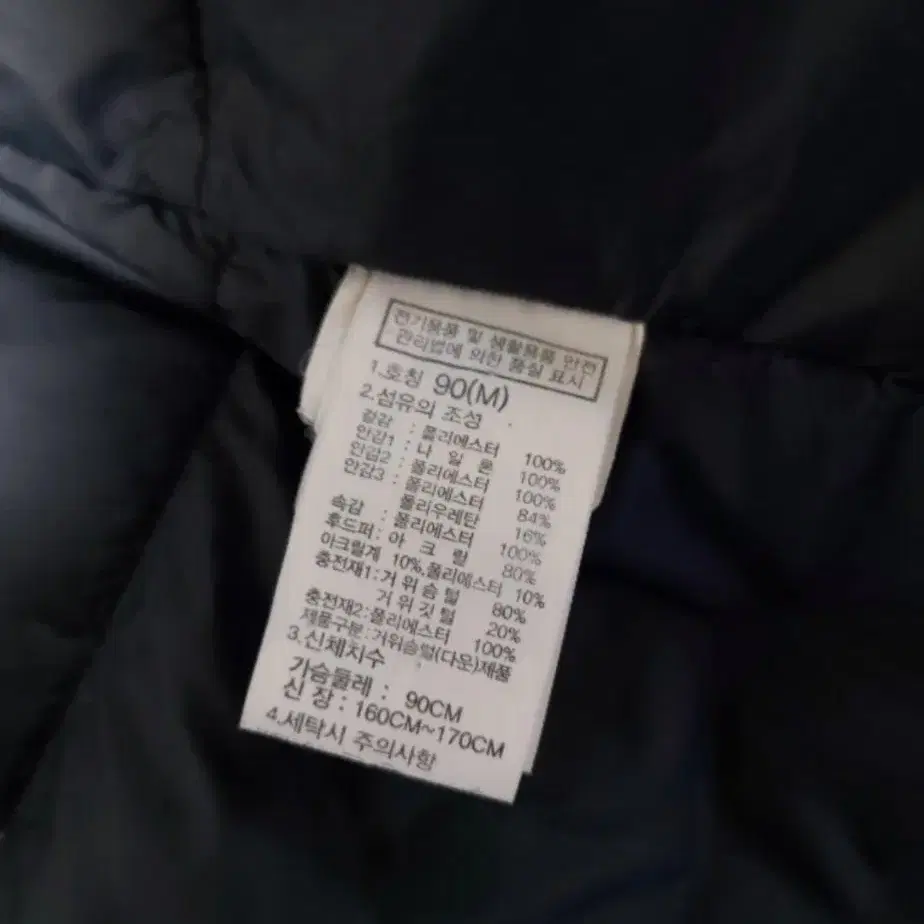 전기용품 및 생활용품 안전
관리법에 의한 품질 표시
1.호칭 90(M)
2.섬유의 조성
겉감 : 폴리에스터 100%
안감1 : 나 일 론 100%
안감2 : 폴리에스터 100%
안감3 : 폴리에스터 84%
폴리우레탄 16%
속감 : 폴리에스터 100%
후드퍼 : 아 크 릴 80%
아크릴계 10%,폴리에스터 10%
충전재1 : 거 위 솜 털 80%
거 위 깃 털 20%
충전재2 : 폴리에스터 100%
제품구분 : 거위솜털(다운)제품
3.신체치수
가슴둘레 : 90CM
신 장 : 160CM~170CM
4.세탁시 주의사항